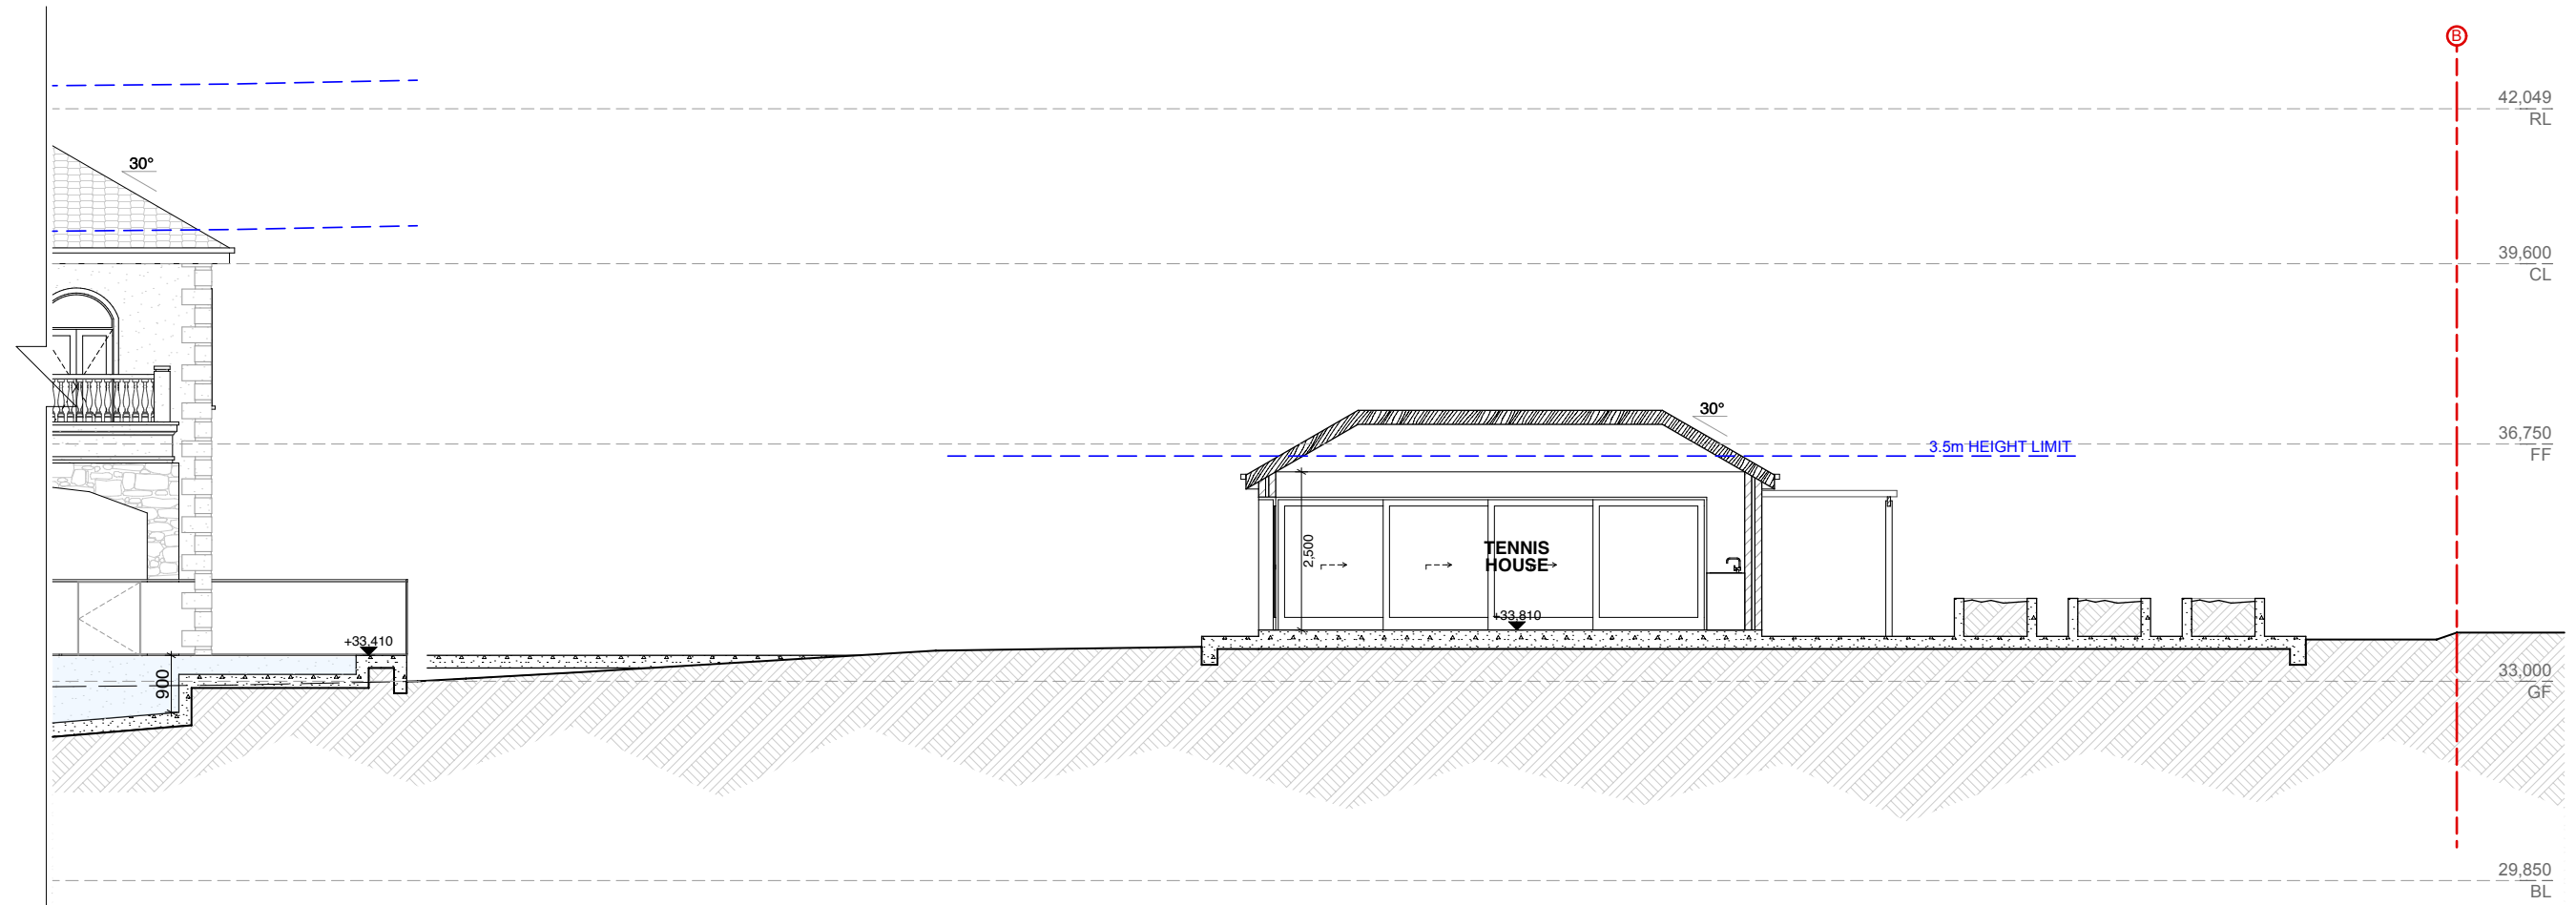 B
42,049
RL
30°
39,600
CL
30°
36,750
FF
3.5m HEIGHT LIMIT
2,500
TENNIS
HOUSE
+33,810
+33,410
900
33,000
GF
29,850
BL